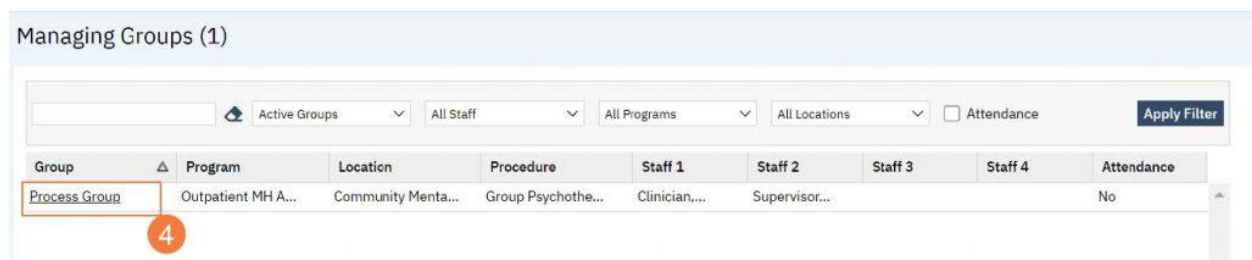 Managing Groups (1)
Active Groups All Staff All Programs All Locations Attendance Apply Filter
Group Program Location Procedure Staff 1 Staff 2 Staff 3 Staff 4 Attendance
Process Group Outpatient MH A... Community Menta... Group Psychothe... Clinician,... Supervisor... No
4